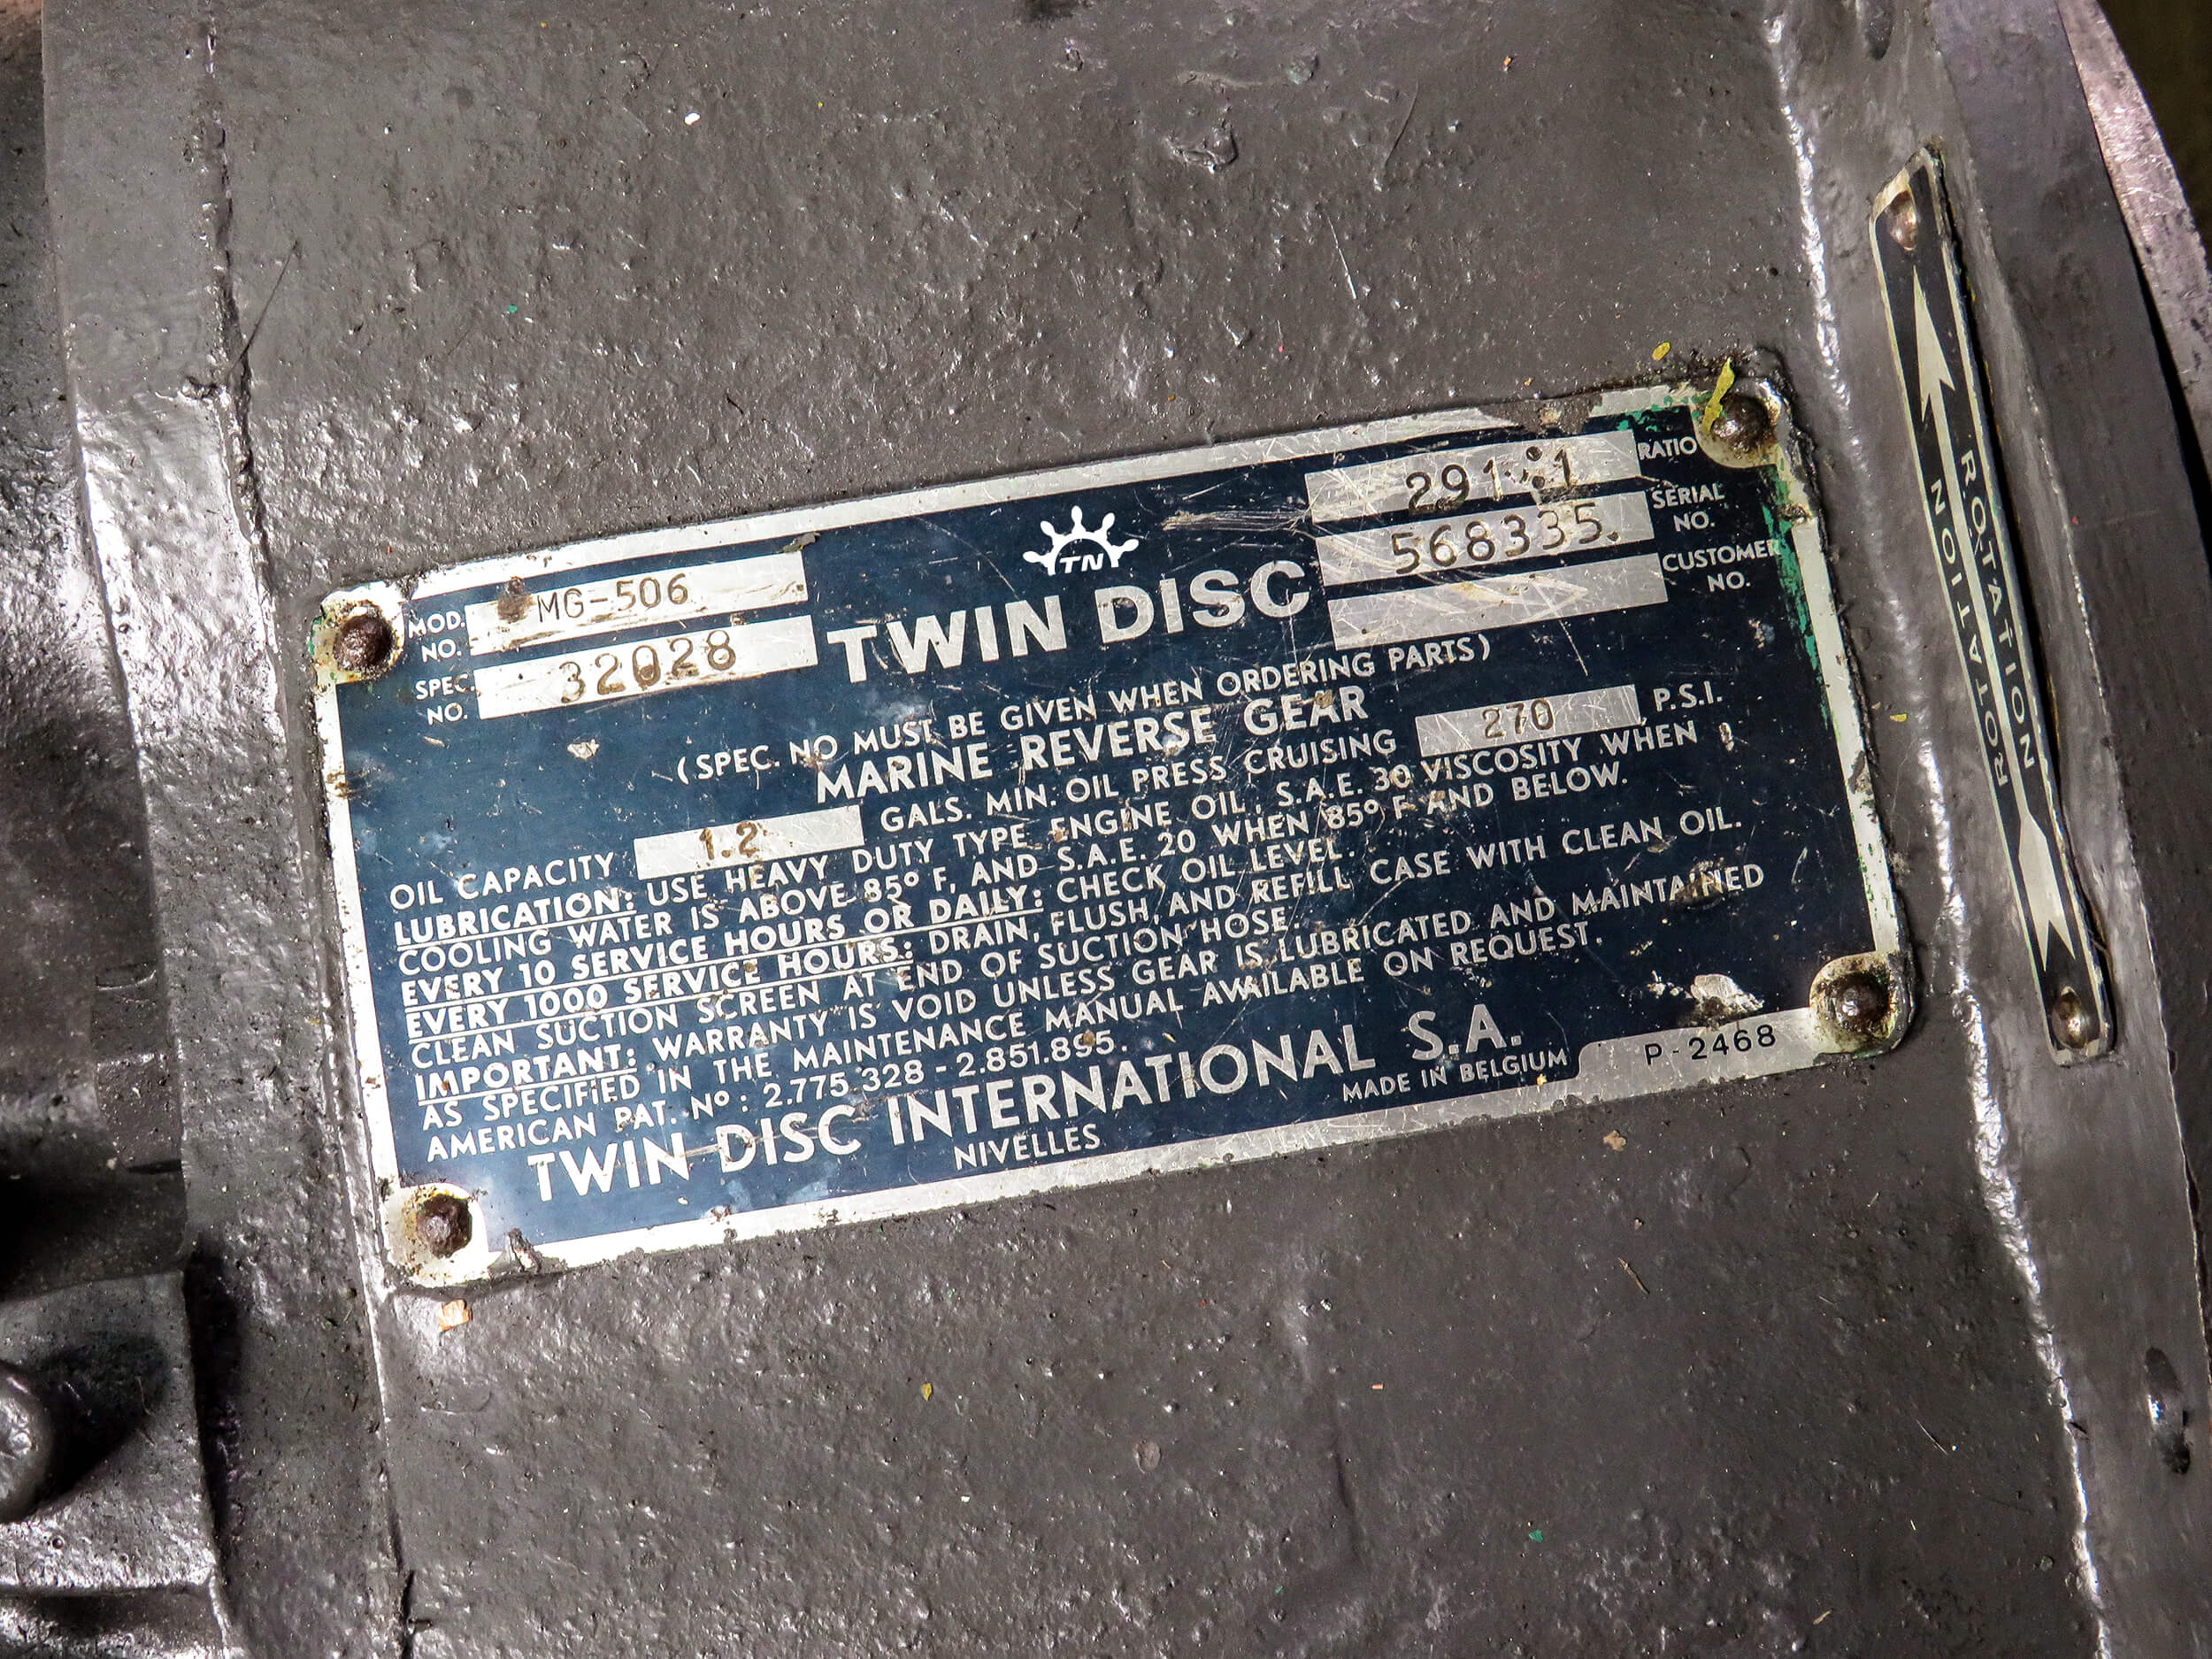 MOD. NO. MG-506
SPEC. NO. 32028
TN
TWIN DISC
291:1 RATIO
568335. SERIAL NO.
CUSTOMER NO.
(SPEC. NO MUST BE GIVEN WHEN ORDERING PARTS)
MARINE REVERSE GEAR
OIL CAPACITY 1.2 GALS. MIN. OIL PRESS CRUISING 270 P.S.I.
LUBRICATION: USE HEAVY DUTY TYPE ENGINE OIL, S.A.E. 30 VISCOSITY WHEN
COOLING WATER IS ABOVE 85° F, AND S.A.E. 20 WHEN 85° F AND BELOW.
EVERY 10 SERVICE HOURS OR DAILY: CHECK OIL LEVEL.
EVERY 1000 SERVICE HOURS: DRAIN, FLUSH, AND REFILL CASE WITH CLEAN OIL.
CLEAN SUCTION SCREEN AT END OF SUCTION HOSE.
IMPORTANT: WARRANTY IS VOID UNLESS GEAR IS LUBRICATED AND MAINTAINED
AS SPECIFIED IN THE MAINTENANCE MANUAL AVAILABLE ON REQUEST.
AMERICAN PAT. Nº : 2.775.328 - 2.851.895.
TWIN DISC INTERNATIONAL S.A.
NIVELLES
MADE IN BELGIUM
P-2468
ROTATION
ROTATION